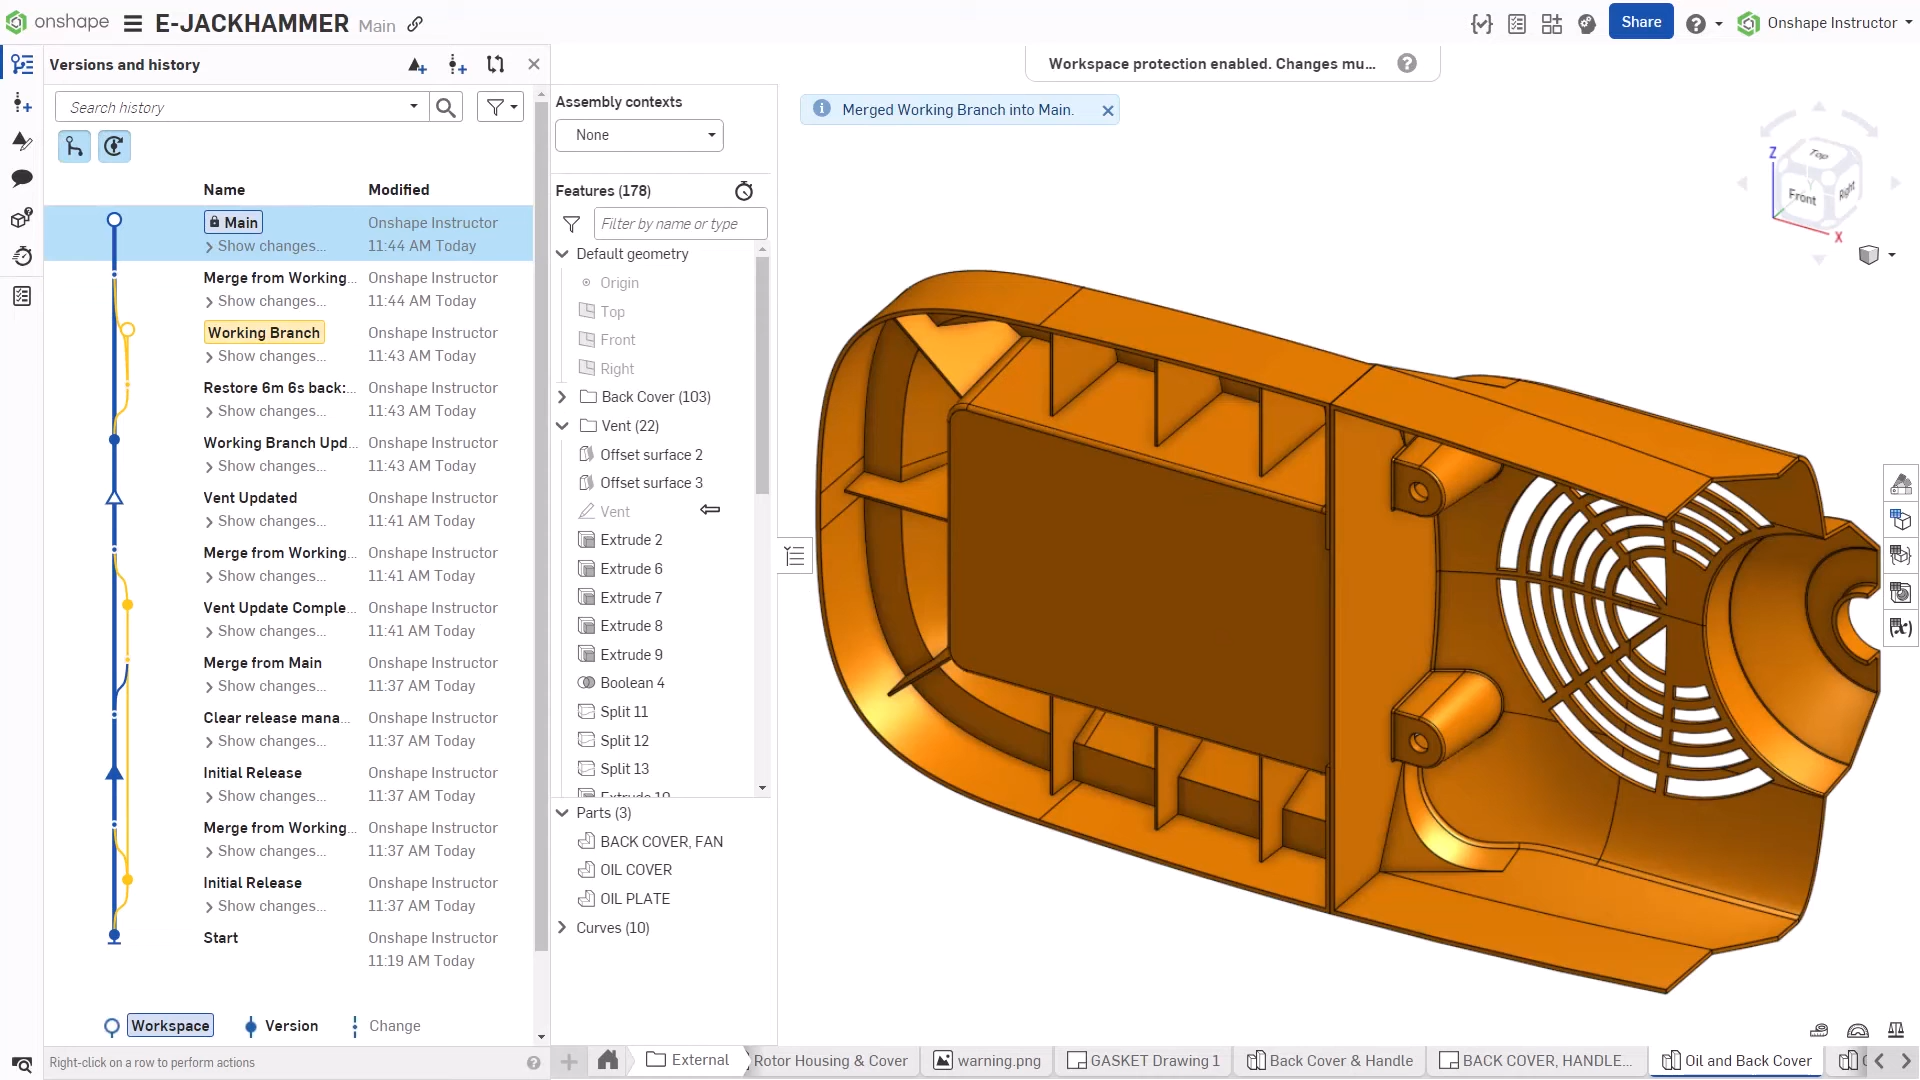 onshape E-JACKHAMMER Main
Share Onshape Instructor
Versions and history
Workspace protection enabled. Changes mu...
Search history
Assembly contexts
None
Merged Working Branch into Main.
Name Modified
Main Onshape Instructor
Show changes... 11:44 AM Today
Merge from Working... Onshape Instructor
Show changes... 11:44 AM Today
Working Branch Onshape Instructor
Show changes... 11:43 AM Today
Restore 6m 6s back:... Onshape Instructor
Show changes... 11:43 AM Today
Working Branch Upd... Onshape Instructor
Show changes... 11:43 AM Today
Vent Updated Onshape Instructor
Show changes... 11:41 AM Today
Merge from Working... Onshape Instructor
Show changes... 11:41 AM Today
Vent Update Comple... Onshape Instructor
Show changes... 11:41 AM Today
Merge from Main Onshape Instructor
Show changes... 11:37 AM Today
Clear release mana... Onshape Instructor
Show changes... 11:37 AM Today
Initial Release Onshape Instructor
Show changes... 11:37 AM Today
Merge from Working... Onshape Instructor
Show changes... 11:37 AM Today
Initial Release Onshape Instructor
Show changes... 11:37 AM Today
Start Onshape Instructor
11:19 AM Today
Workspace Version Change
Right-click on a row to perform actions
Features (178)
Filter by name or type
Default geometry
Origin
Top
Front
Right
Back Cover (103)
Vent (22)
Offset surface 2
Offset surface 3
Vent
Extrude 2
Extrude 6
Extrude 7
Extrude 8
Extrude 9
Boolean 4
Split 11
Split 12
Split 13
Extrude 10
Parts (3)
BACK COVER, FAN
OIL COVER
OIL PLATE
Curves (10)
Z
Top
Front
Right
X
External
Rotor Housing & Cover
warning.png
GASKET Drawing 1
Back Cover & Handle
BACK COVER, HANDLE...
Oil and Back Cover